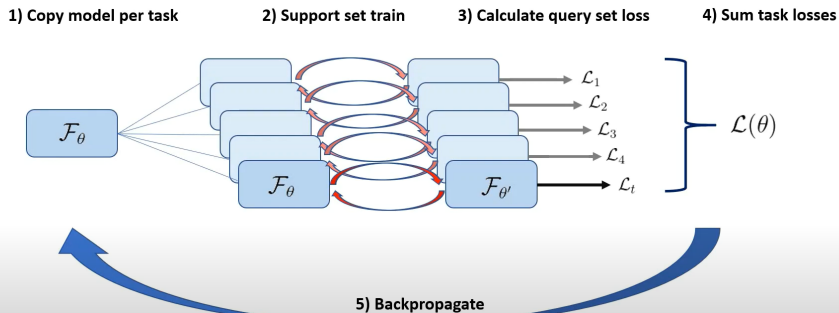 1) Copy model per task
2) Support set train
3) Calculate query set loss
4) Sum task losses
ℱθ
ℱθ
ℱθ′
ℒ1
ℒ2
ℒ3
ℒ4
ℒt
ℒ(θ)
5) Backpropagate